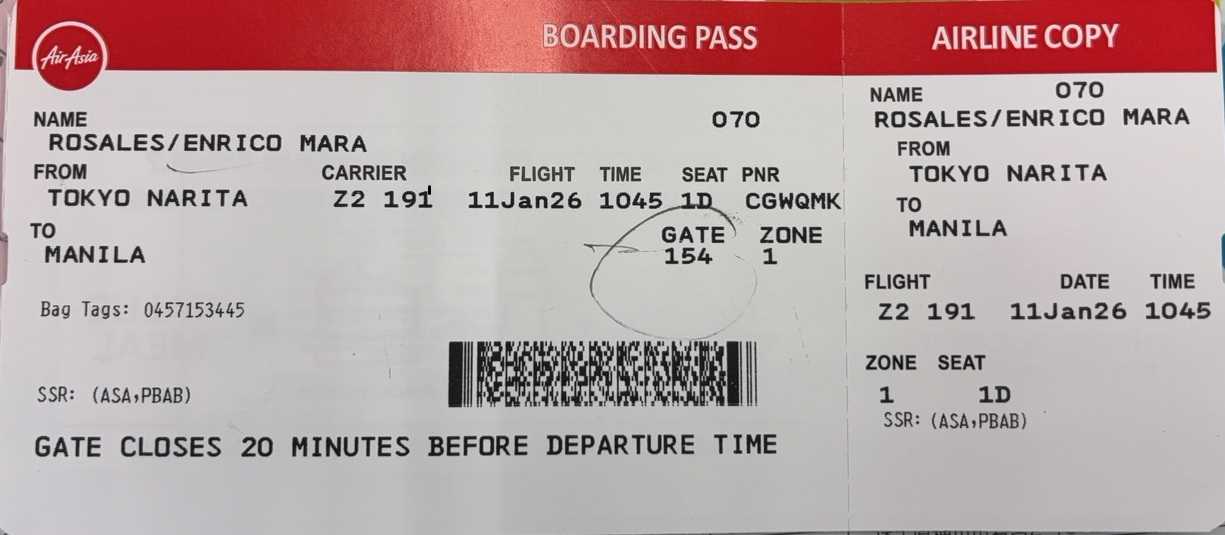 AirAsia
BOARDING PASS
NAME 070
ROSALES/ENRICO MARA
FROM CARRIER FLIGHT TIME SEAT PNR
TOKYO NARITA Z2 191 11Jan26 1045 1D CGWQMK
TO GATE ZONE
MANILA 154 1
Bag Tags: 0457153445
SSR: (ASA,PBAB)
GATE CLOSES 20 MINUTES BEFORE DEPARTURE TIME
AIRLINE COPY
NAME 070
ROSALES/ENRICO MARA
FROM
TOKYO NARITA
TO
MANILA
FLIGHT DATE TIME
Z2 191 11Jan26 1045
ZONE SEAT
1 1D
SSR: (ASA,PBAB)